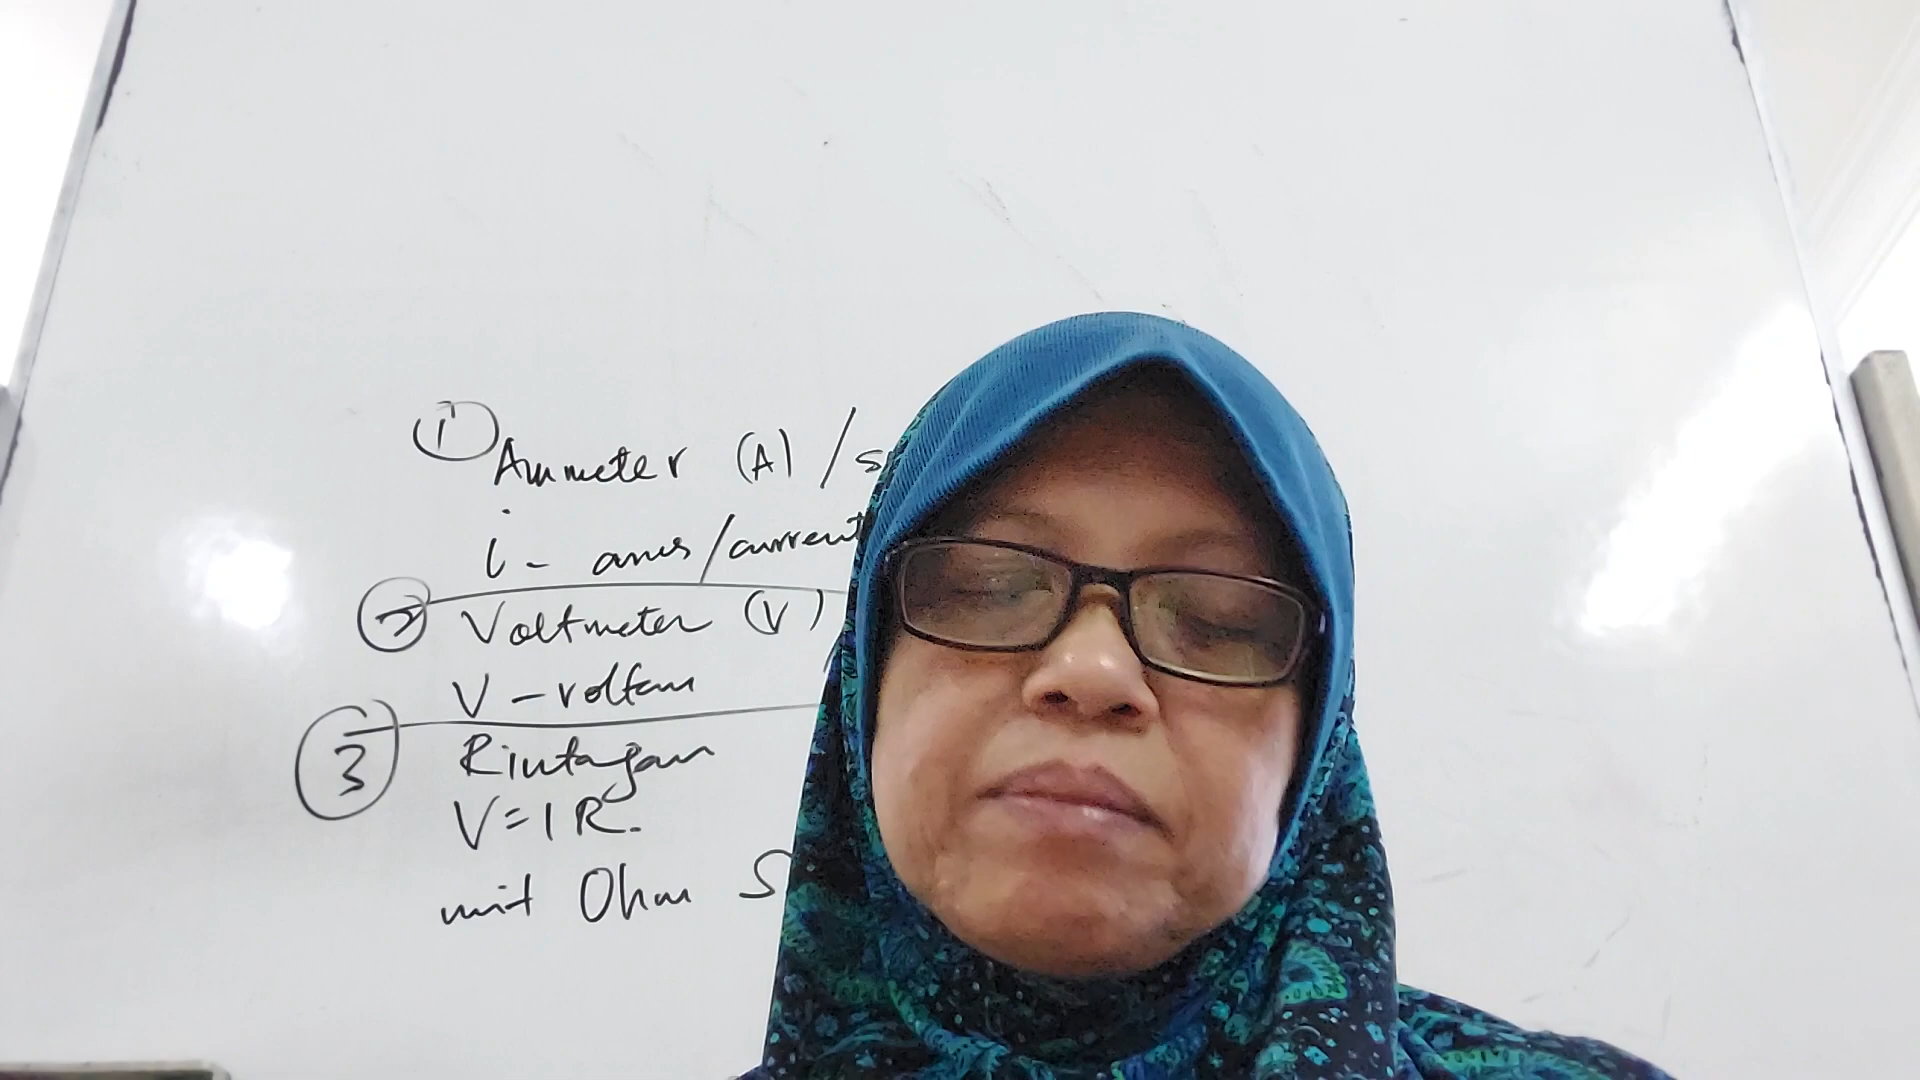 ① Ammeter (A) / s
i - arus / current
② Voltmeter (V)
V - voltan
③ Rintangan
V = IR.
unit Ohm